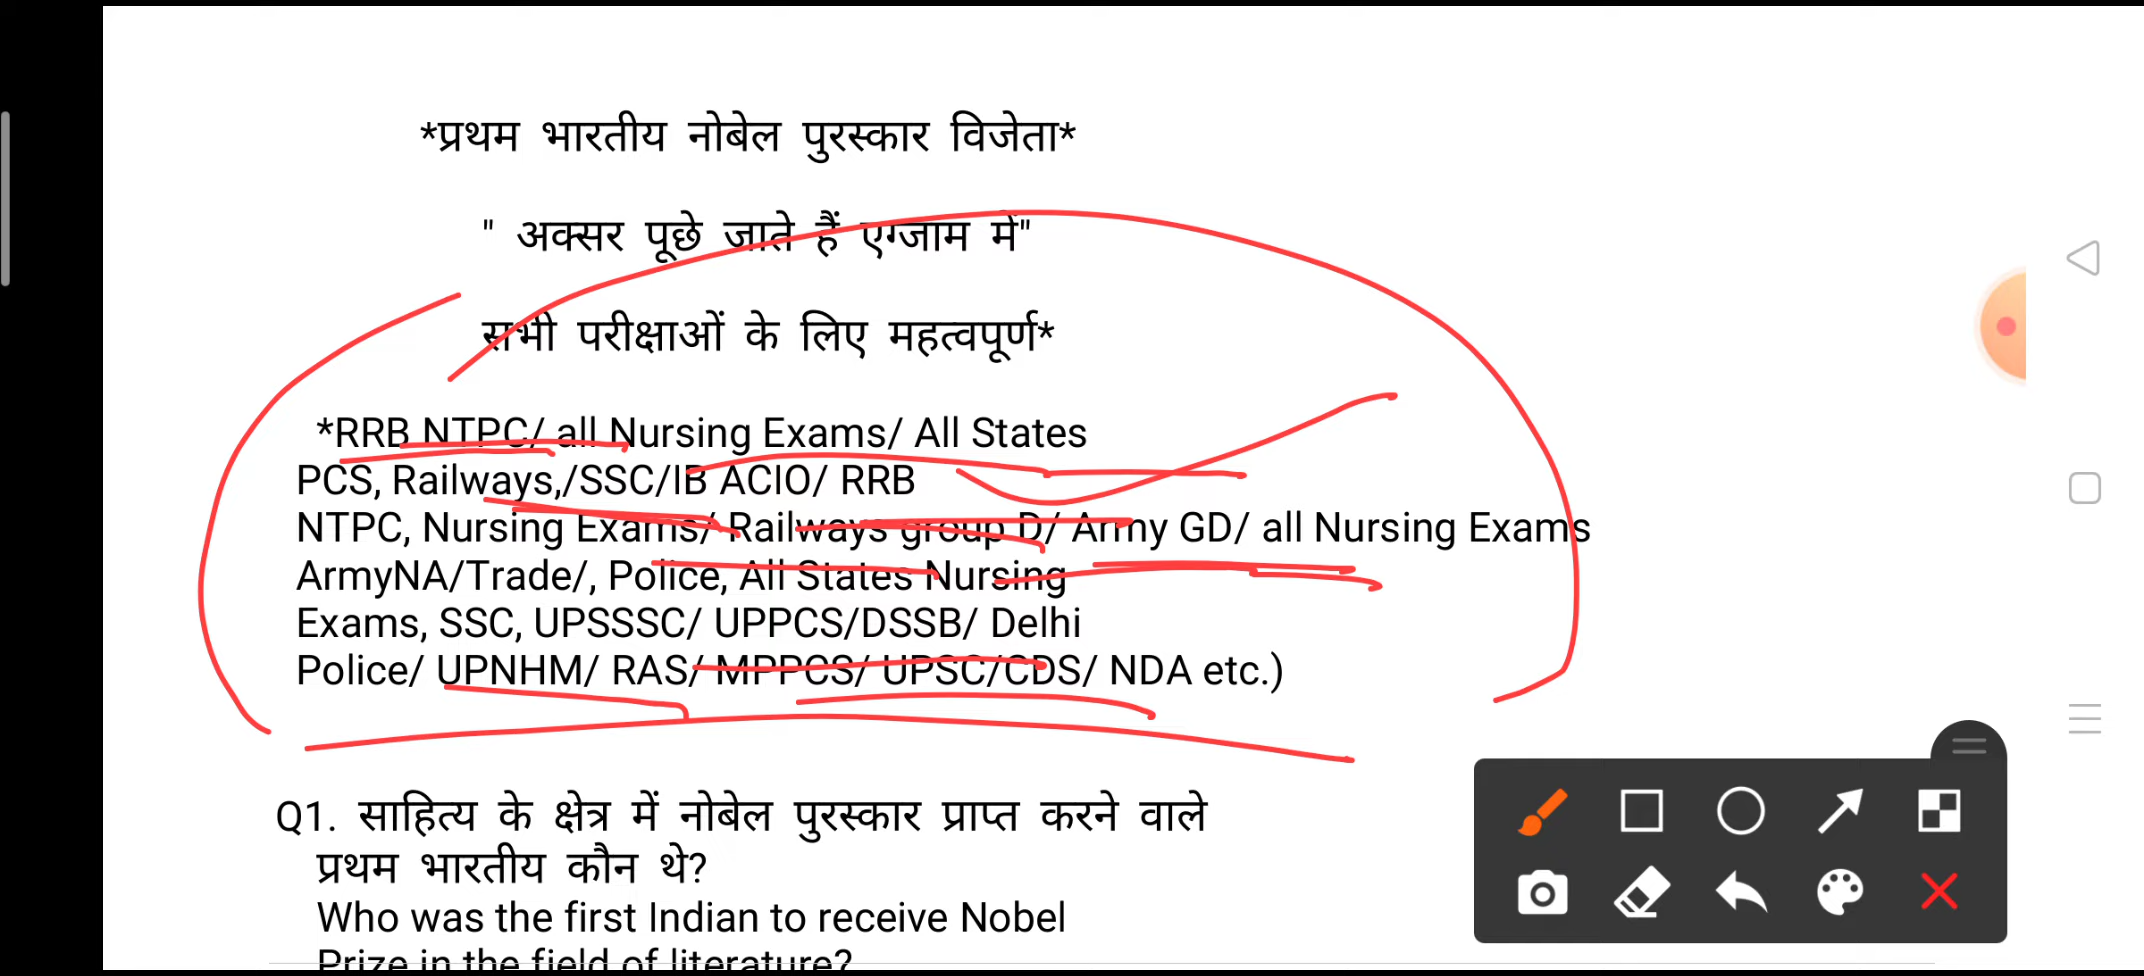 *प्रथम भारतीय नोबेल पुरस्कार विजेता*
" अक्सर पूछे जाते हैं एग्जाम में"
सभी परीक्षाओं के लिए महत्वपूर्ण*
*RRB NTPC/ all Nursing Exams/ All States
PCS, Railways,/SSC/IB ACIO/ RRB
NTPC, Nursing Exams/ Railways group D/ Army GD/ all Nursing Exams
ArmyNA/Trade/, Police, All States Nursing
Exams, SSC, UPSSSC/ UPPCS/DSSB/ Delhi
Police/ UPNHM/ RAS/ MPPCS/ UPSC/CDS/ NDA etc.)
Q1. साहित्य के क्षेत्र में नोबेल पुरस्कार प्राप्त करने वाले
प्रथम भारतीय कौन थे?
Who was the first Indian to receive Nobel
Prize in the field of literature?